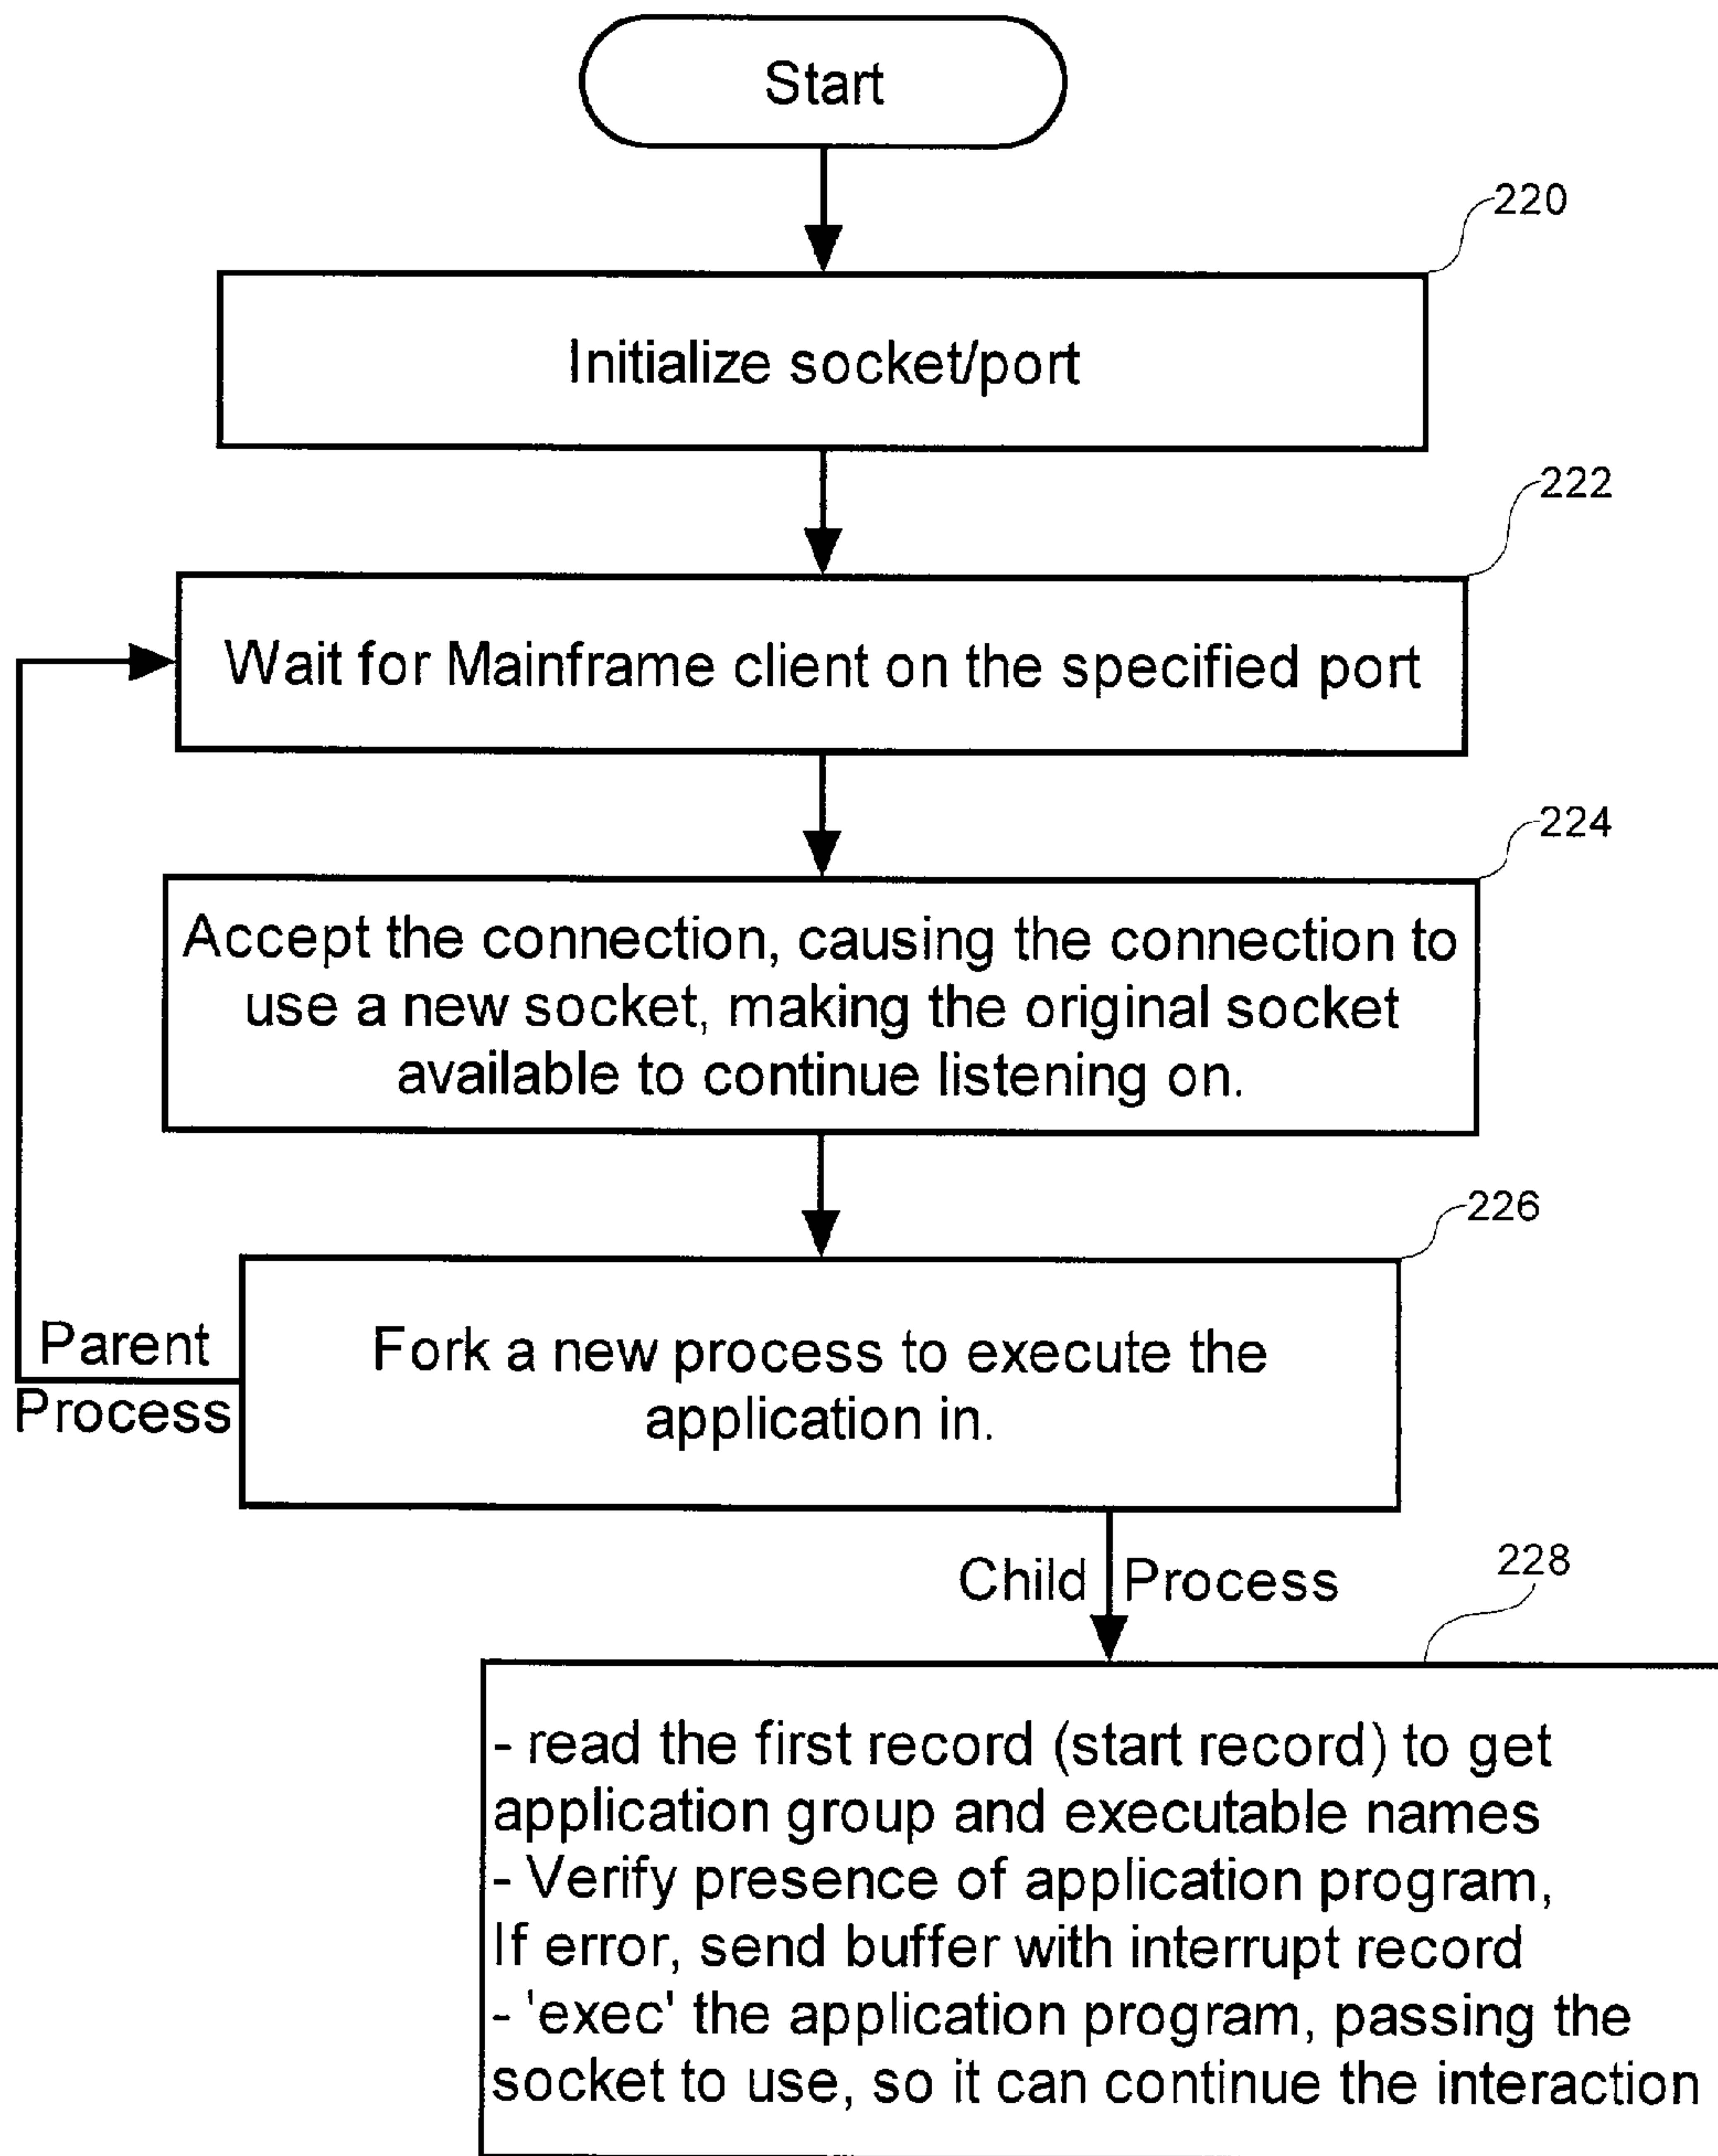 Start
220
Initialize socket/port
222
Wait for Mainframe client on the specified port
224
Accept the connection, causing the connection to
use a new socket, making the original socket
available to continue listening on.
226
Parent
Process
Fork a new process to execute the
application in.
Child Process
228
- read the first record (start record) to get
application group and executable names
- Verify presence of application program,
If error, send buffer with interrupt record
- 'exec' the application program, passing the
socket to use, so it can continue the interaction